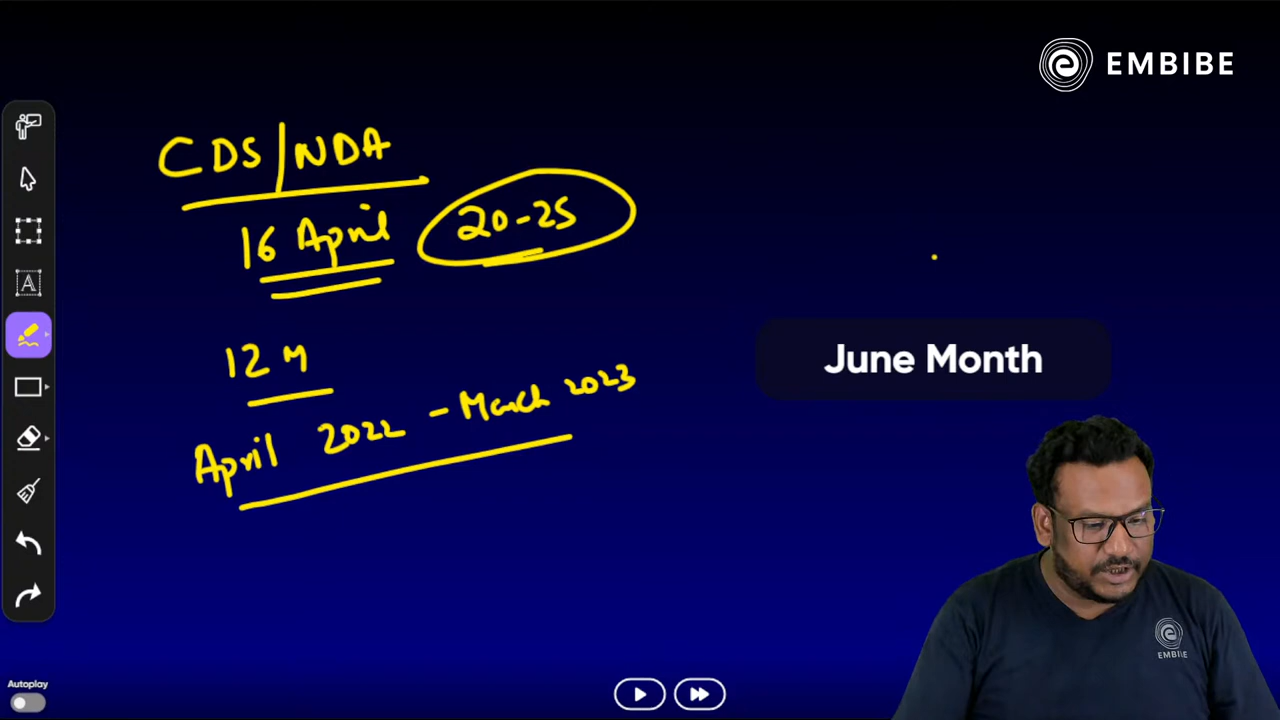 EMBIBE
CDS/NDA
16 April 20-25
12 M
April 2022 - March 2023
June Month
EMBIBE
Autoplay